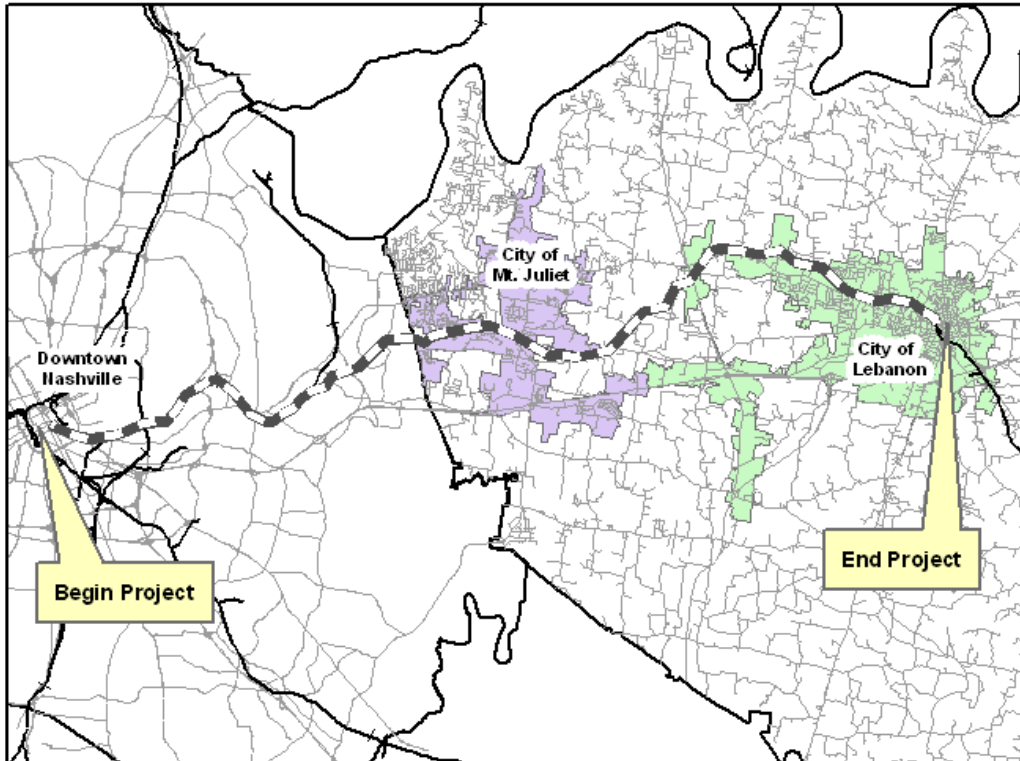 City of
Mt. Juliet
Downtown
Nashville
City of
Lebanon
Begin Project
End Project